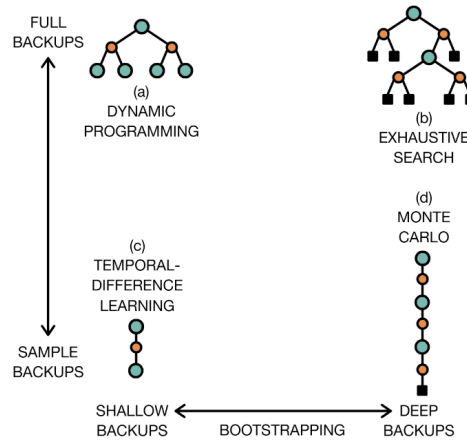 FULL
BACKUPS
(a)
DYNAMIC
PROGRAMMING
(b)
EXHAUSTIVE
SEARCH
(c)
TEMPORAL-
DIFFERENCE
LEARNING
(d)
MONTE
CARLO
SAMPLE
BACKUPS
SHALLOW
BACKUPS
BOOTSTRAPPING
DEEP
BACKUPS